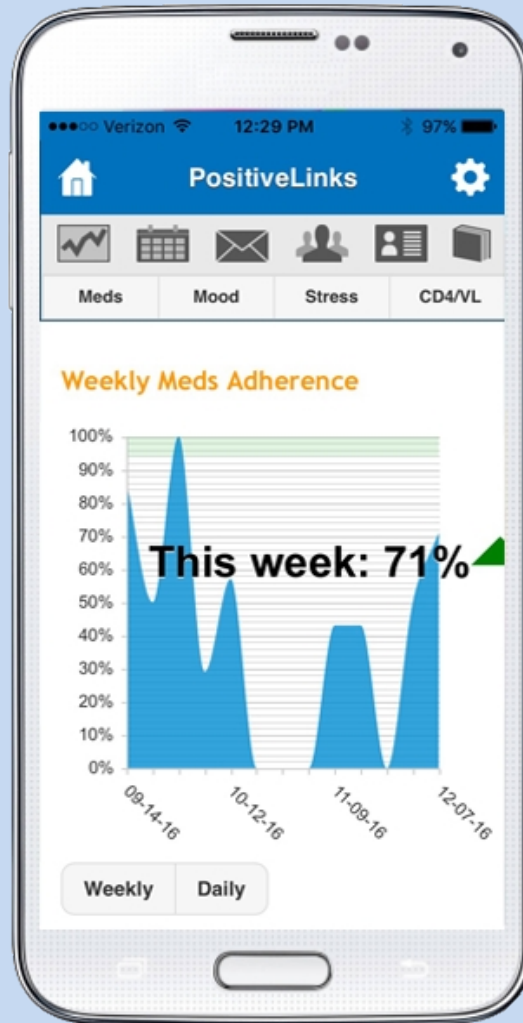 ●●●○○ Verizon 12:29 PM 97%
PositiveLinks
Meds Mood Stress CD4/VL
Weekly Meds Adherence
100%
90%
80%
70%
This week: 71%
60%
50%
40%
30%
20%
10%
0%
09-14-16 10-12-16 11-09-16 12-07-16
Weekly Daily